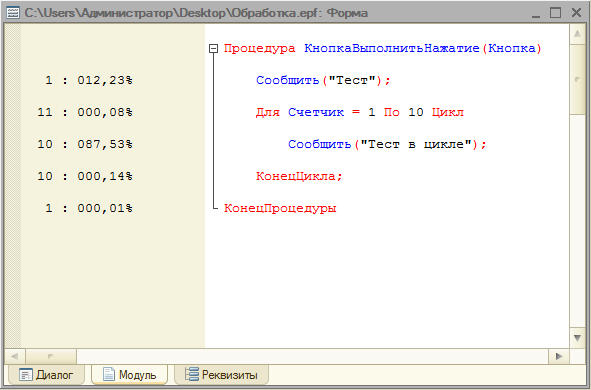 C:\Users\Администратор\Desktop\Обработка.epf: Форма
Процедура КнопкаВыполнитьНажатие(Кнопка)
1 : 012,23% Сообщить("Тест");
11 : 000,08% Для Счетчик = 1 По 10 Цикл
10 : 087,53% Сообщить("Тест в цикле");
10 : 000,14% КонецЦикла;
1 : 000,01% КонецПроцедуры
Диалог Модуль Реквизиты